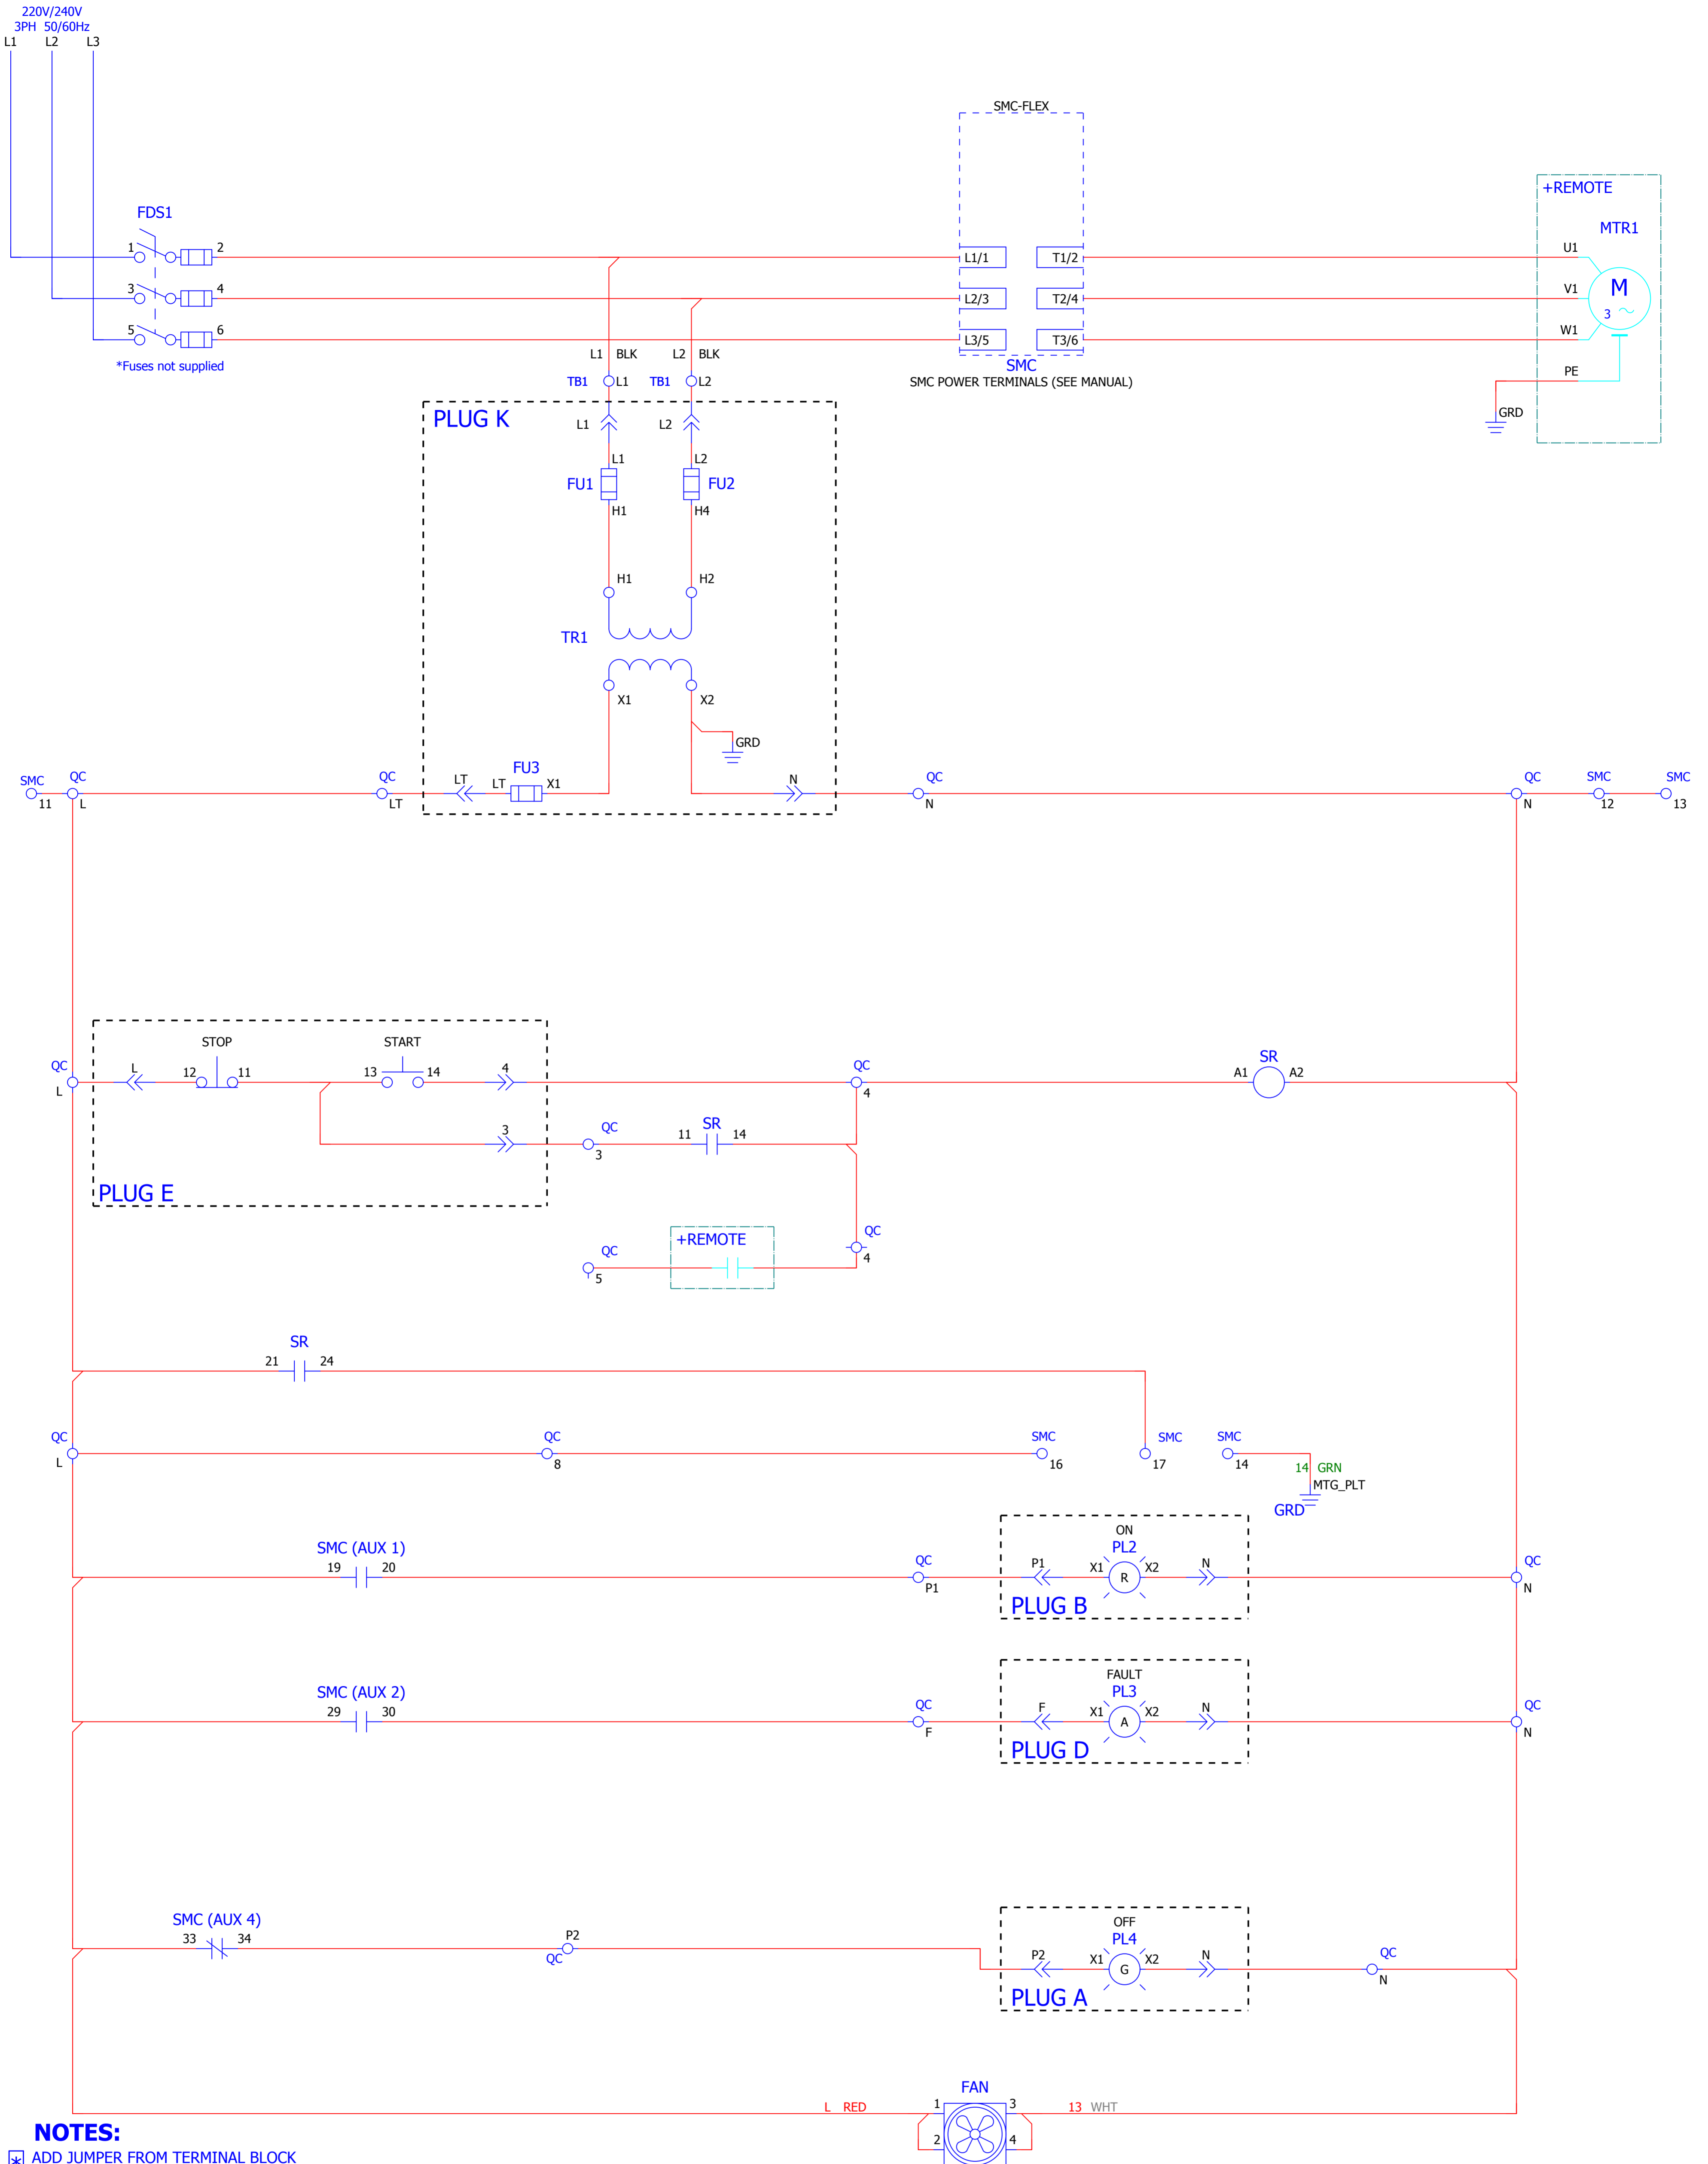 220V/240V
3PH 50/60Hz
L1 L2 L3
SMC-FLEX
+REMOTE
MTR1
FDS1
1 2
L1/1 T1/2
U1
3 4
L2/3 T2/4
V1
M
3
5 6
L3/5 T3/6
W1
*Fuses not supplied
L1 BLK L2 BLK
SMC
SMC POWER TERMINALS (SEE MANUAL)
PE
TB1 L1 TB1 L2
GRD
PLUG K
L1 L2
L1 L2
FU1 FU2
H1 H4
H1 H2
TR1
X1 X2
GRD
SMC QC QC LT LT FU3 X1 N QC QC SMC SMC
11 L LT N N 12 13
STOP START
QC L 12 11 13 14 4 QC SR
L 4 A1 A2
3 QC SR
3 11 14
PLUG E
QC +REMOTE QC
5 4
SR
21 24
QC QC SMC SMC SMC
L 8 16 17 14
14 GRN
MTG_PLT
GRD
SMC (AUX 1)
19 20
ON
PL2
QC P1 X1 R X2 N QC
P1 N
PLUG B
SMC (AUX 2)
29 30
FAULT
PL3
QC F X1 A X2 N QC
F N
PLUG D
SMC (AUX 4)
33 34
P2
QC
OFF
PL4
P2 X1 G X2 N QC
N
PLUG A
FAN
L RED 1 3 13 WHT
2 4
NOTES:
* ADD JUMPER FROM TERMINAL BLOCK